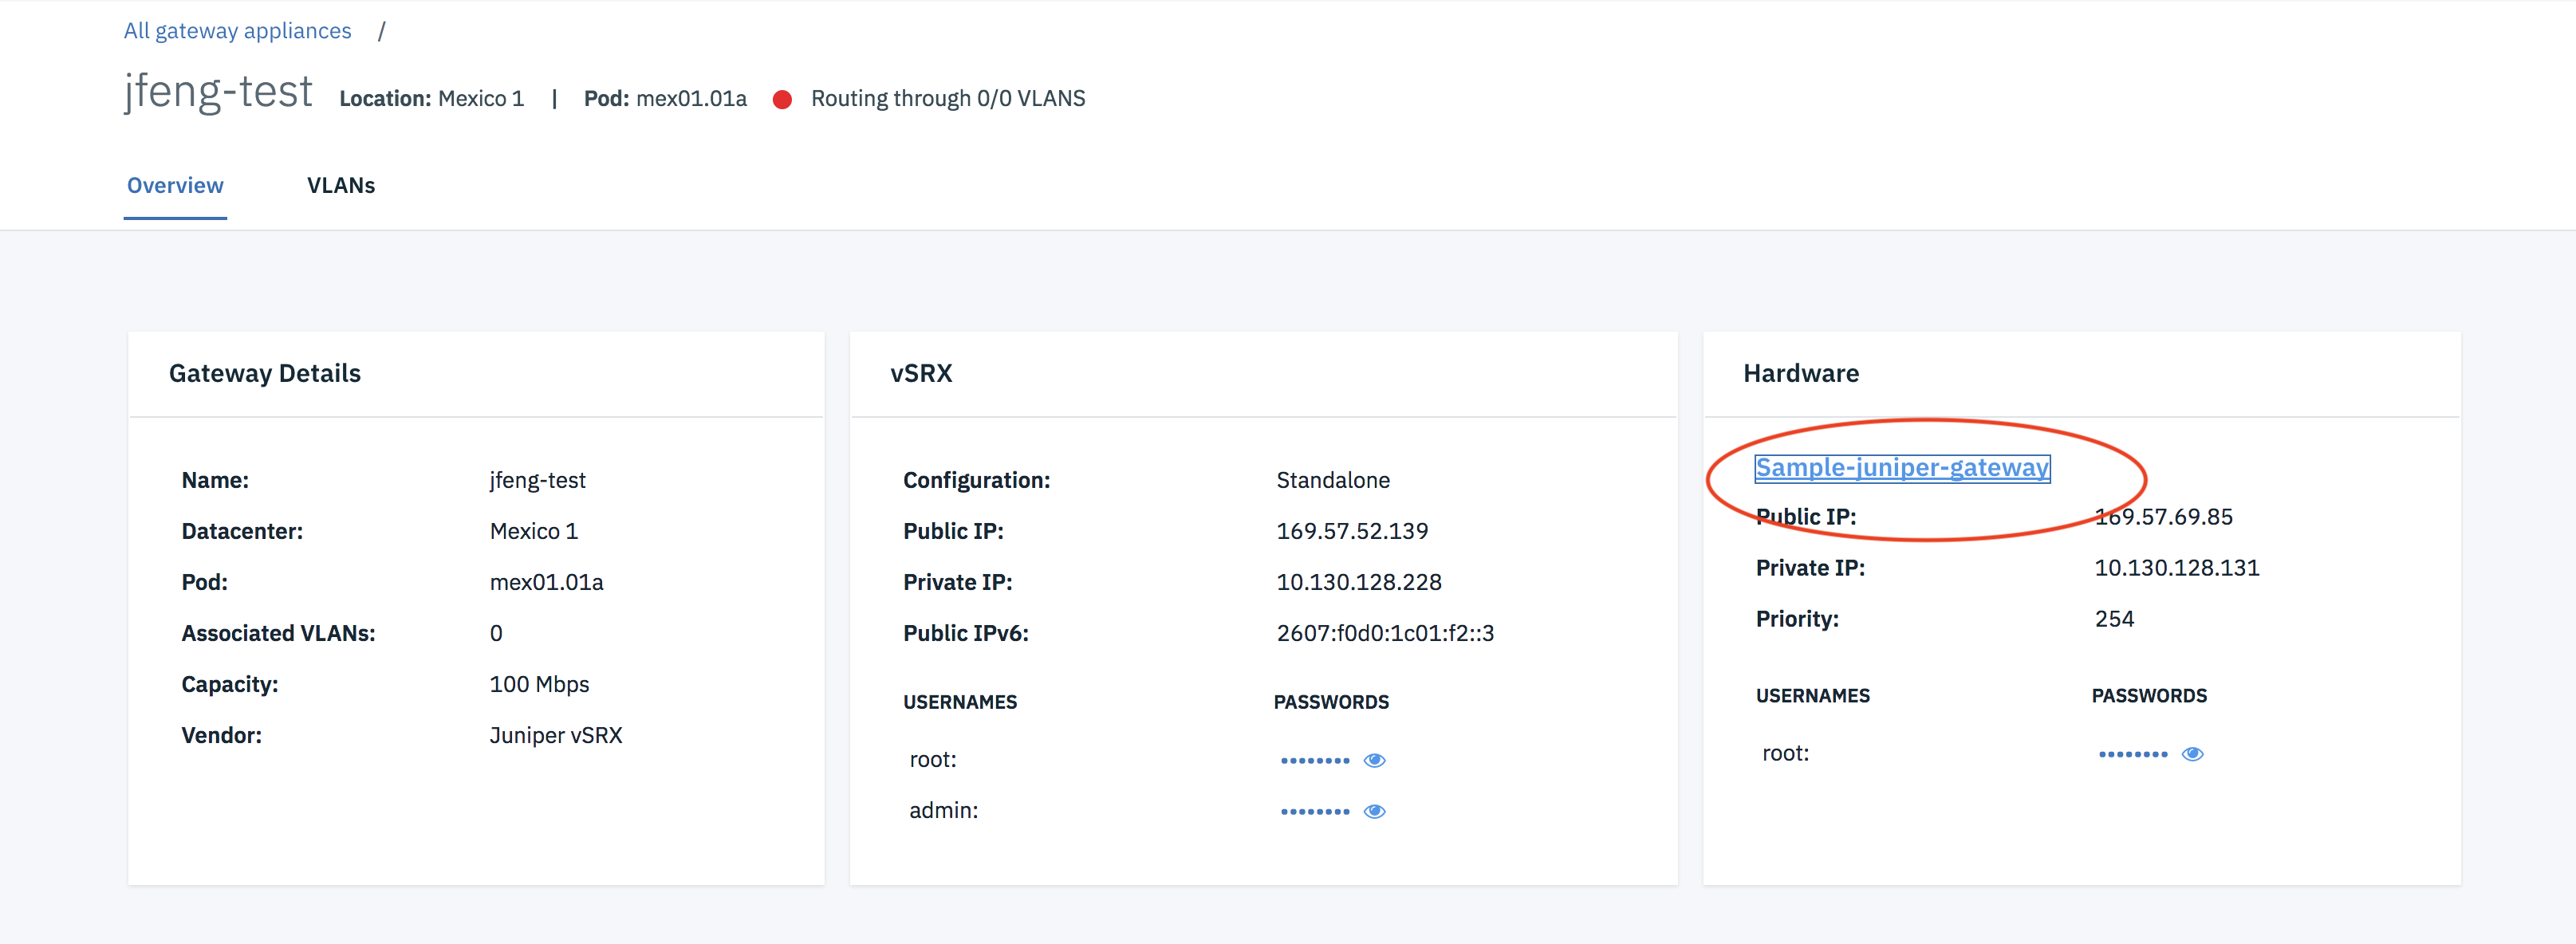 All gateway appliances /
jfeng-test Location: Mexico 1 | Pod: mex01.01a Routing through 0/0 VLANS
Overview VLANs
Gateway Details
Name: jfeng-test
Datacenter: Mexico 1
Pod: mex01.01a
Associated VLANs: 0
Capacity: 100 Mbps
Vendor: Juniper vSRX
vSRX
Configuration: Standalone
Public IP: 169.57.52.139
Private IP: 10.130.128.228
Public IPv6: 2607:f0d0:1c01:f2::3
USERNAMES PASSWORDS
root: ••••••••
admin: ••••••••
Hardware
Sample-juniper-gateway
Public IP: 169.57.69.85
Private IP: 10.130.128.131
Priority: 254
USERNAMES PASSWORDS
root: ••••••••